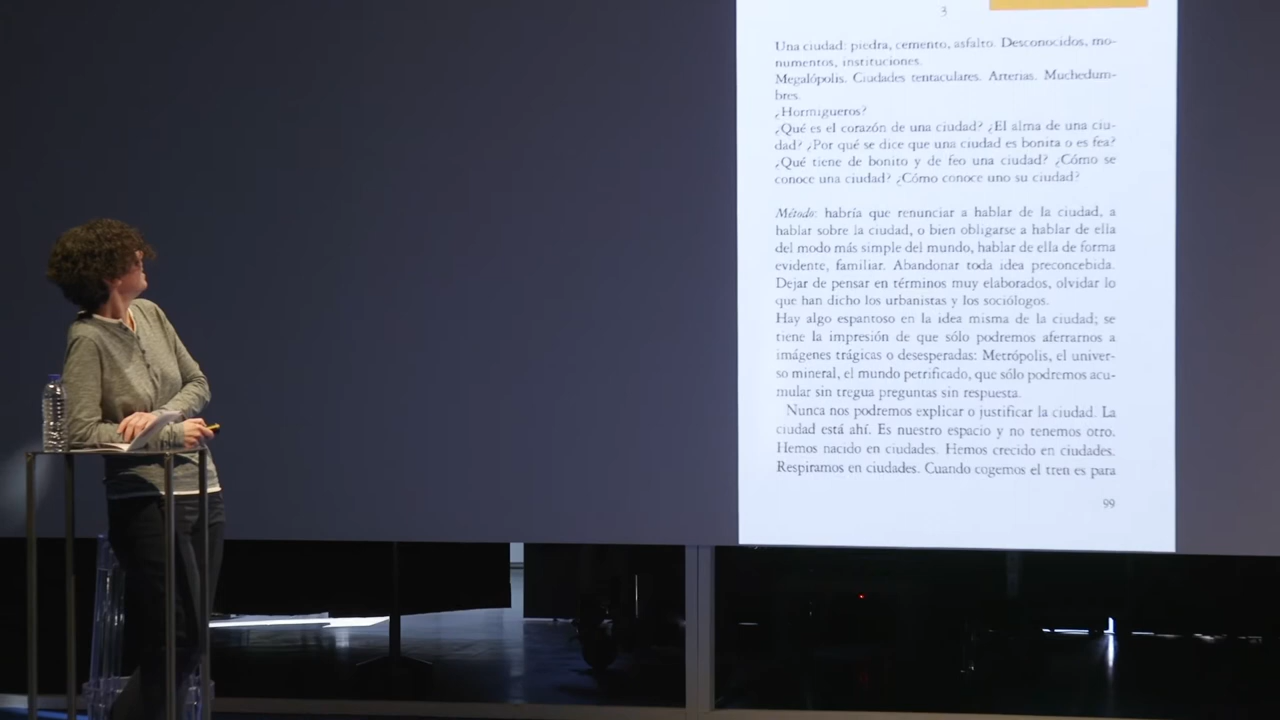 3
Una ciudad: piedra, cemento, asfalto. Desconocidos, mo-
numentos, instituciones.
Megalópolis. Ciudades tentaculares. Arterias. Muchedum-
bres.
¿Hormigueros?
¿Qué es el corazón de una ciudad? ¿El alma de una ciu-
dad? ¿Por qué se dice que una ciudad es bonita o es fea?
¿Qué tiene de bonito y de feo una ciudad? ¿Cómo se
conoce una ciudad? ¿Cómo conoce uno su ciudad?
Método: habría que renunciar a hablar de la ciudad, a
hablar sobre la ciudad, o bien obligarse a hablar de ella
del modo más simple del mundo, hablar de ella de forma
evidente, familiar. Abandonar toda idea preconcebida.
Dejar de pensar en términos muy elaborados, olvidar lo
que han dicho los urbanistas y los sociólogos.
Hay algo espantoso en la idea misma de la ciudad; se
tiene la impresión de que sólo podremos aferrarnos a
imágenes trágicas o desesperadas: Metrópolis, el univer-
so mineral, el mundo petrificado, que sólo podremos acu-
mular sin tregua preguntas sin respuesta.
Nunca nos podremos explicar o justificar la ciudad. La
ciudad está ahí. Es nuestro espacio y no tenemos otro.
Hemos nacido en ciudades. Hemos crecido en ciudades.
Respiramos en ciudades. Cuando cogemos el tren es para
99